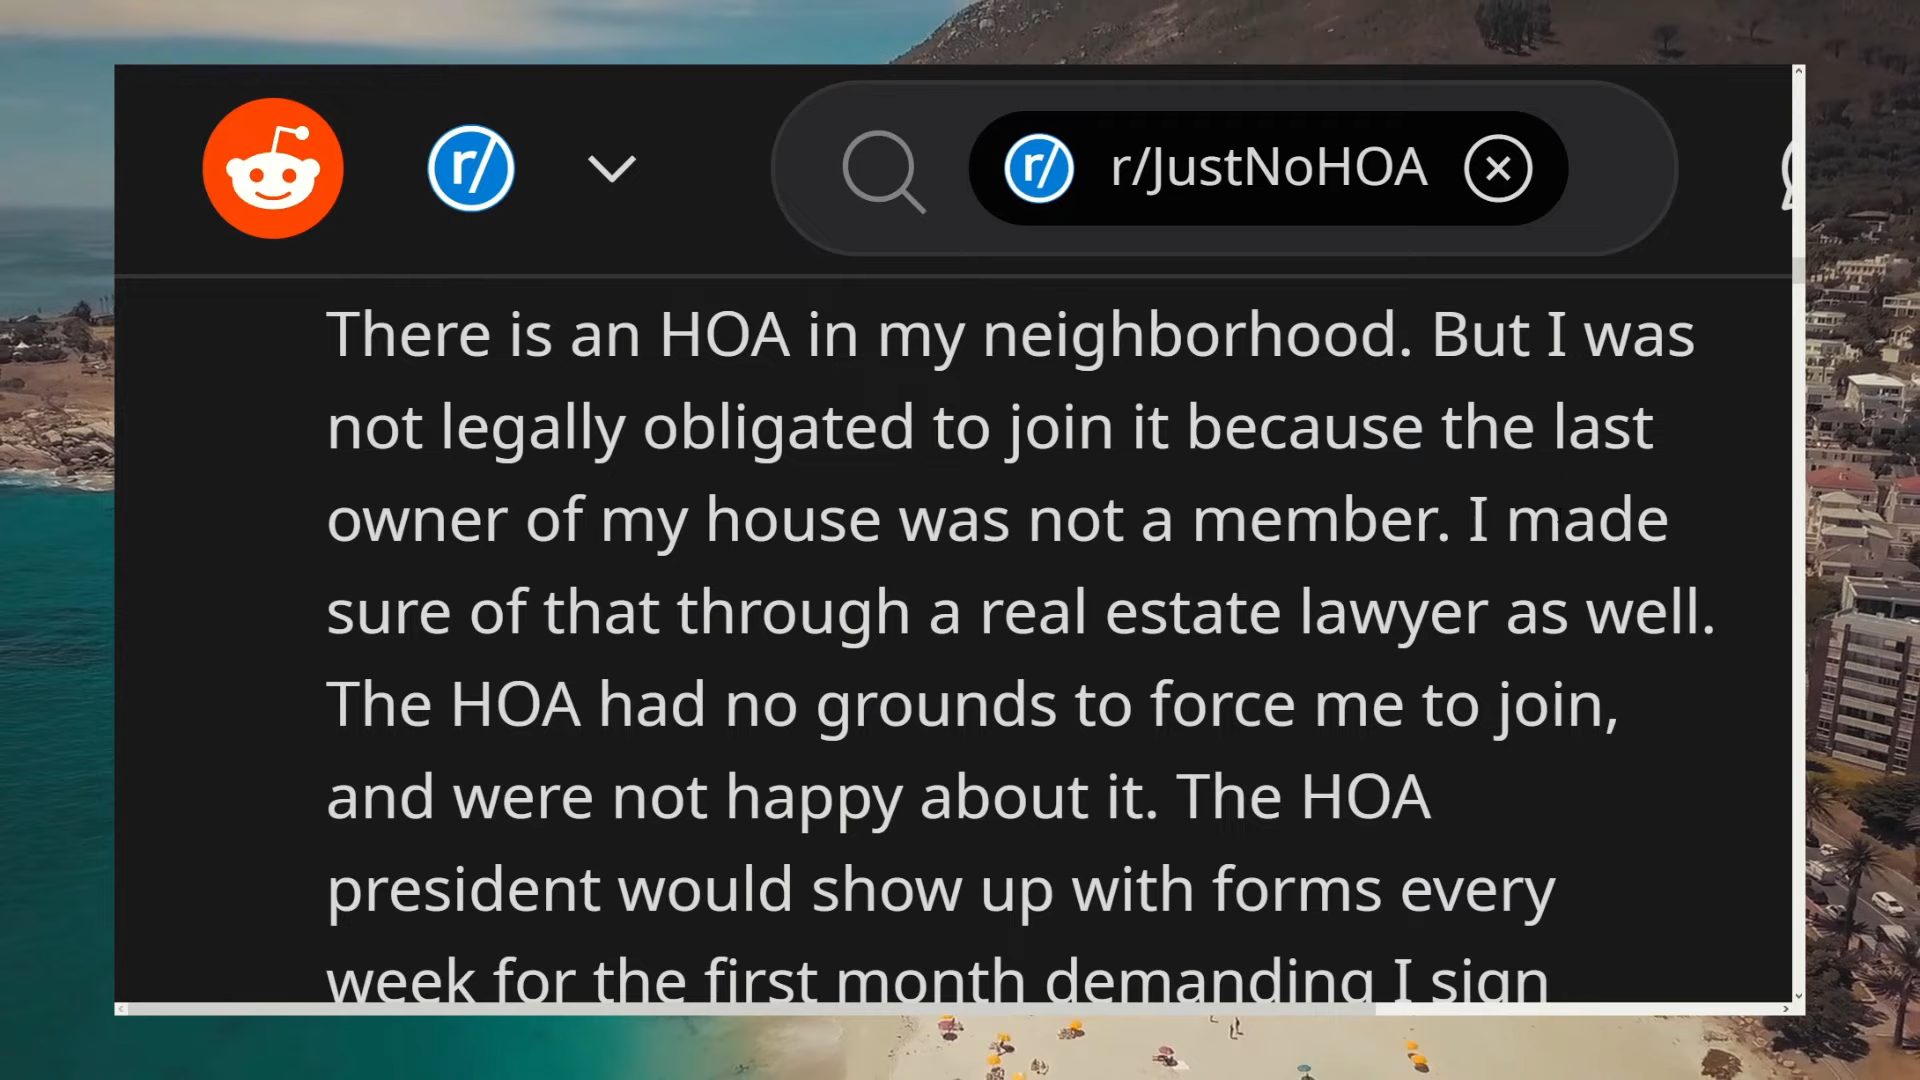 r/ r/ r/JustNoHOA
There is an HOA in my neighborhood. But I was
not legally obligated to join it because the last
owner of my house was not a member. I made
sure of that through a real estate lawyer as well.
The HOA had no grounds to force me to join,
and were not happy about it. The HOA
president would show up with forms every
week for the first month demanding I sign